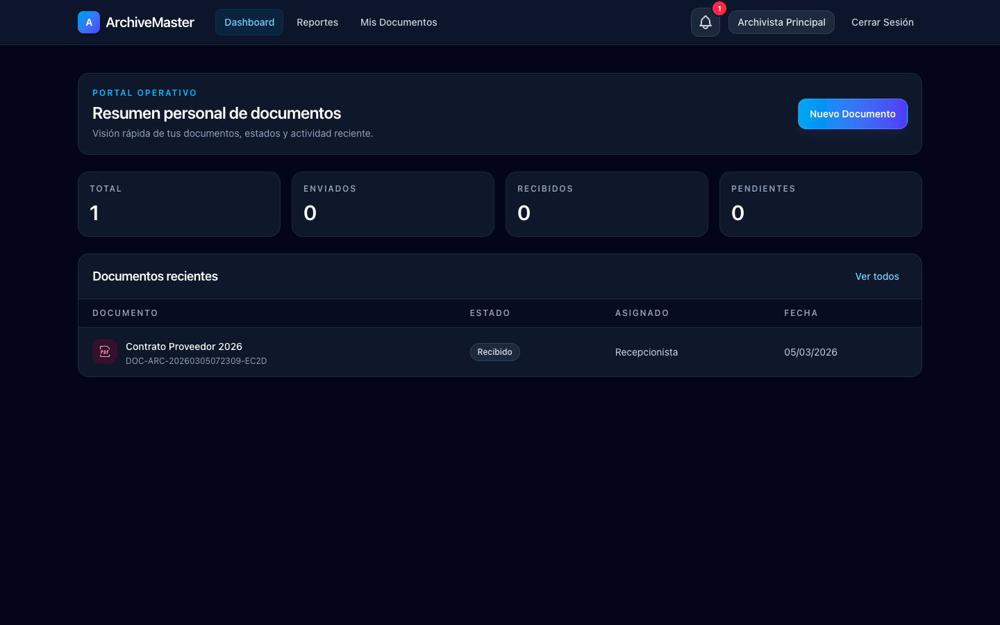 A ArchiveMaster Dashboard Reportes Mis Documentos 1 Archivista Principal Cerrar Sesión
PORTAL OPERATIVO
Resumen personal de documentos
Visión rápida de tus documentos, estados y actividad reciente.
Nuevo Documento
TOTAL ENVIADOS RECIBIDOS PENDIENTES
1 0 0 0
Documentos recientes Ver todos
DOCUMENTO ESTADO ASIGNADO FECHA
PDF Contrato Proveedor 2026 Recibido Recepcionista 05/03/2026
DOC-ARC-20260305072309-EC2D